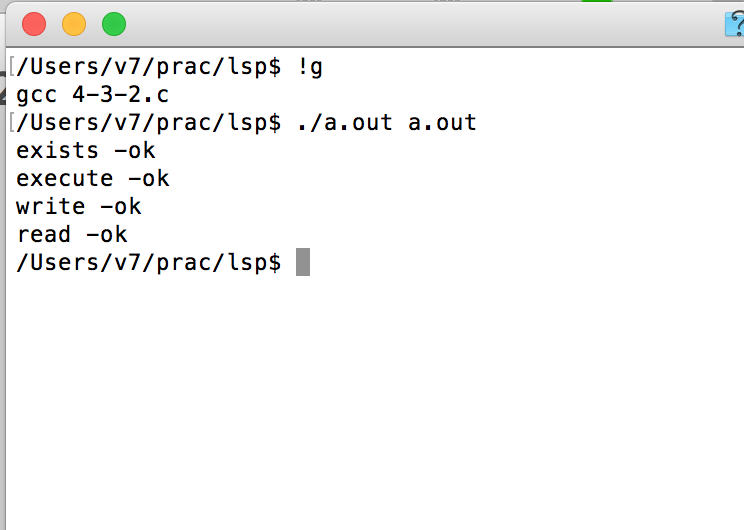 [/Users/v7/prac/lsp$ !g
gcc 4-3-2.c
[/Users/v7/prac/lsp$ ./a.out a.out
exists -ok
execute -ok
write -ok
read -ok
/Users/v7/prac/lsp$